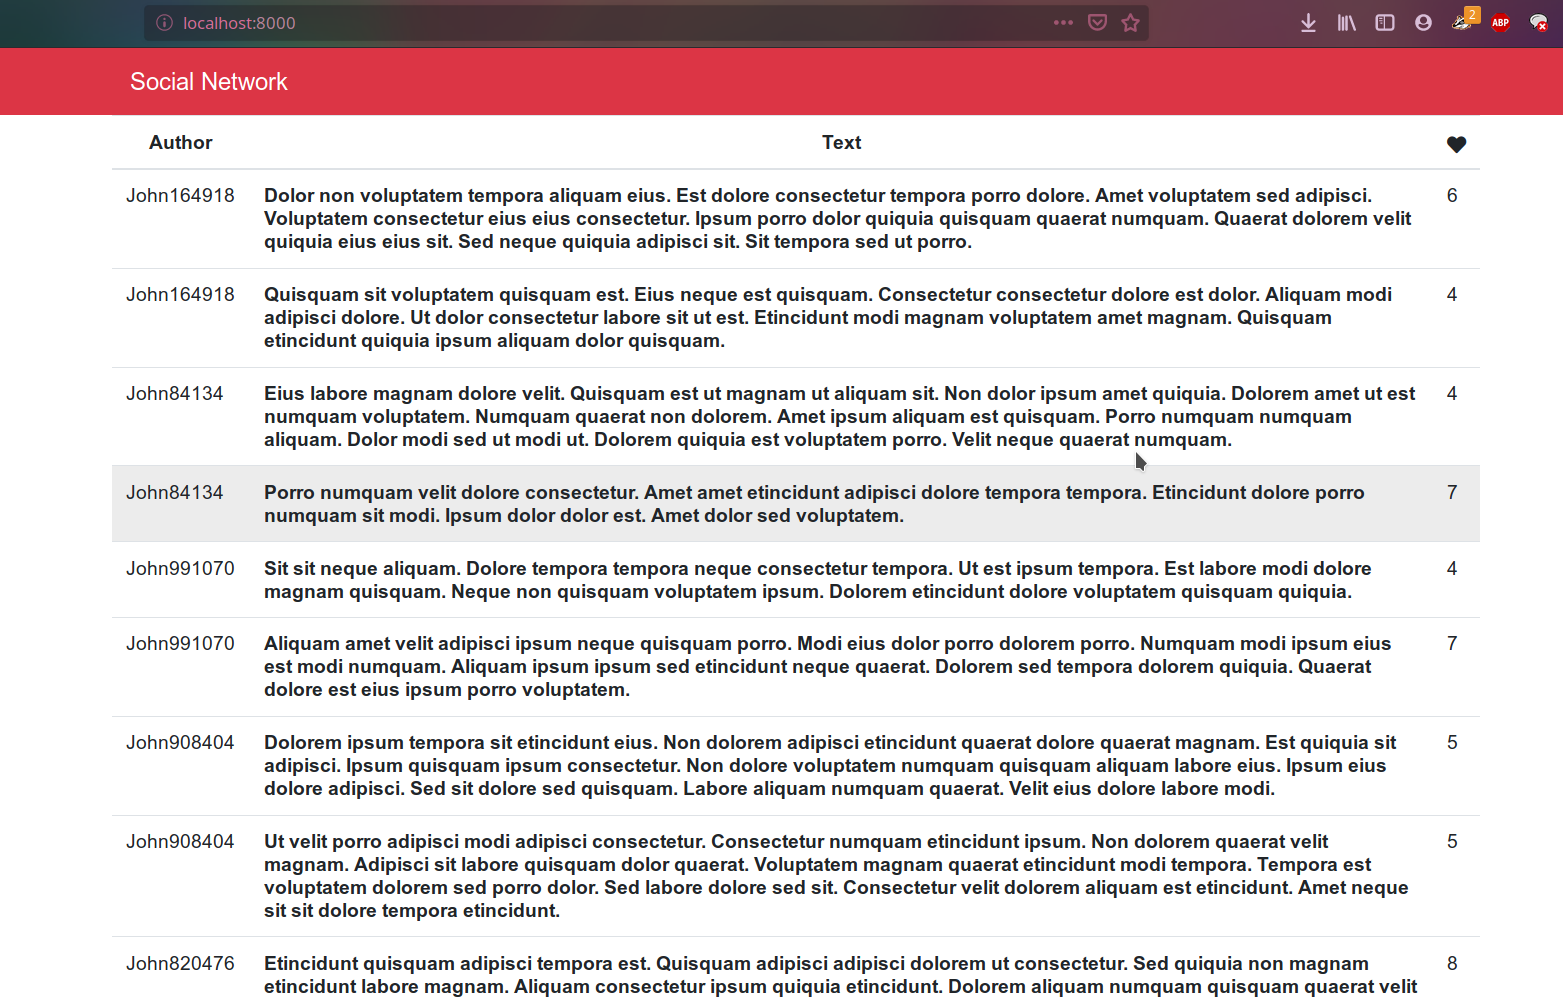 localhost:8000
2
ABP
Social Network
Author Text
John164918 Dolor non voluptatem tempora aliquam eius. Est dolore consectetur tempora porro dolore. Amet voluptatem sed adipisci. 6
Voluptatem consectetur eius eius consectetur. Ipsum porro dolor quiquia quisquam quaerat numquam. Quaerat dolorem velit
quiquia eius eius sit. Sed neque quiquia adipisci sit. Sit tempora sed ut porro.
John164918 Quisquam sit voluptatem quisquam est. Eius neque est quisquam. Consectetur consectetur dolore est dolor. Aliquam modi 4
adipisci dolore. Ut dolor consectetur labore sit ut est. Etincidunt modi magnam voluptatem amet magnam. Quisquam
etincidunt quiquia ipsum aliquam dolor quisquam.
John84134 Eius labore magnam dolore velit. Quisquam est ut magnam ut aliquam sit. Non dolor ipsum amet quiquia. Dolorem amet ut est 4
numquam voluptatem. Numquam quaerat non dolorem. Amet ipsum aliquam est quisquam. Porro numquam numquam
aliquam. Dolor modi sed ut modi ut. Dolorem quiquia est voluptatem porro. Velit neque quaerat numquam.
John84134 Porro numquam velit dolore consectetur. Amet amet etincidunt adipisci dolore tempora tempora. Etincidunt dolore porro 7
numquam sit modi. Ipsum dolor dolor est. Amet dolor sed voluptatem.
John991070 Sit sit neque aliquam. Dolore tempora tempora neque consectetur tempora. Ut est ipsum tempora. Est labore modi dolore 4
magnam quisquam. Neque non quisquam voluptatem ipsum. Dolorem etincidunt dolore voluptatem quisquam quiquia.
John991070 Aliquam amet velit adipisci ipsum neque quisquam porro. Modi eius dolor porro dolorem porro. Numquam modi ipsum eius 7
est modi numquam. Aliquam ipsum ipsum sed etincidunt neque quaerat. Dolorem sed tempora dolorem quiquia. Quaerat
dolore est eius ipsum porro voluptatem.
John908404 Dolorem ipsum tempora sit etincidunt eius. Non dolorem adipisci etincidunt quaerat dolore quaerat magnam. Est quiquia sit 5
adipisci. Ipsum quisquam ipsum consectetur. Non dolore voluptatem numquam quisquam aliquam labore eius. Ipsum eius
dolore adipisci. Sed sit dolore sed quisquam. Labore aliquam numquam quaerat. Velit eius dolore labore modi.
John908404 Ut velit porro adipisci modi adipisci consectetur. Consectetur numquam etincidunt ipsum. Non dolorem quaerat velit 5
magnam. Adipisci sit labore quisquam dolor quaerat. Voluptatem magnam quaerat etincidunt modi tempora. Tempora est
voluptatem dolorem sed porro dolor. Sed labore dolore sed sit. Consectetur velit dolorem aliquam est etincidunt. Amet neque
sit sit dolore tempora etincidunt.
John820476 Etincidunt quisquam adipisci tempora est. Quisquam adipisci adipisci dolorem ut consectetur. Sed quiquia non magnam 8
etincidunt labore magnam. Aliquam consectetur ipsum quiquia etincidunt. Dolorem aliquam numquam quisquam quaerat velit